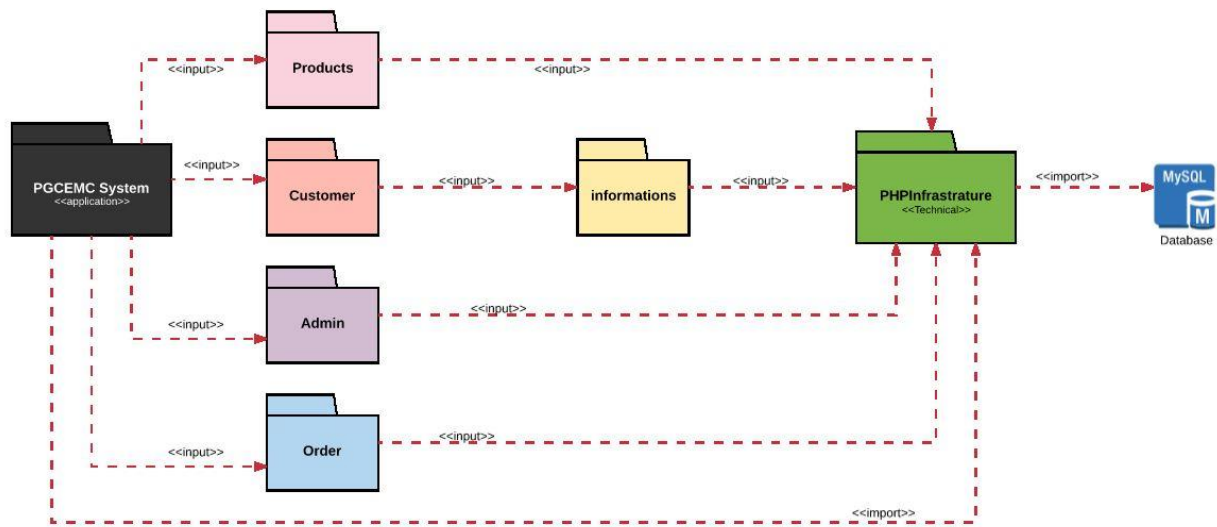 Products
<<input>>
<<input>>
PGCEMC System
<<application>>
<<input>>
Customer
<<input>>
informations
<<input>>
PHPInfrastrature
<<Technical>>
<<import>>
MySQL
M
Database
<<input>>
Admin
<<input>>
<<input>>
Order
<<input>>
<<import>>